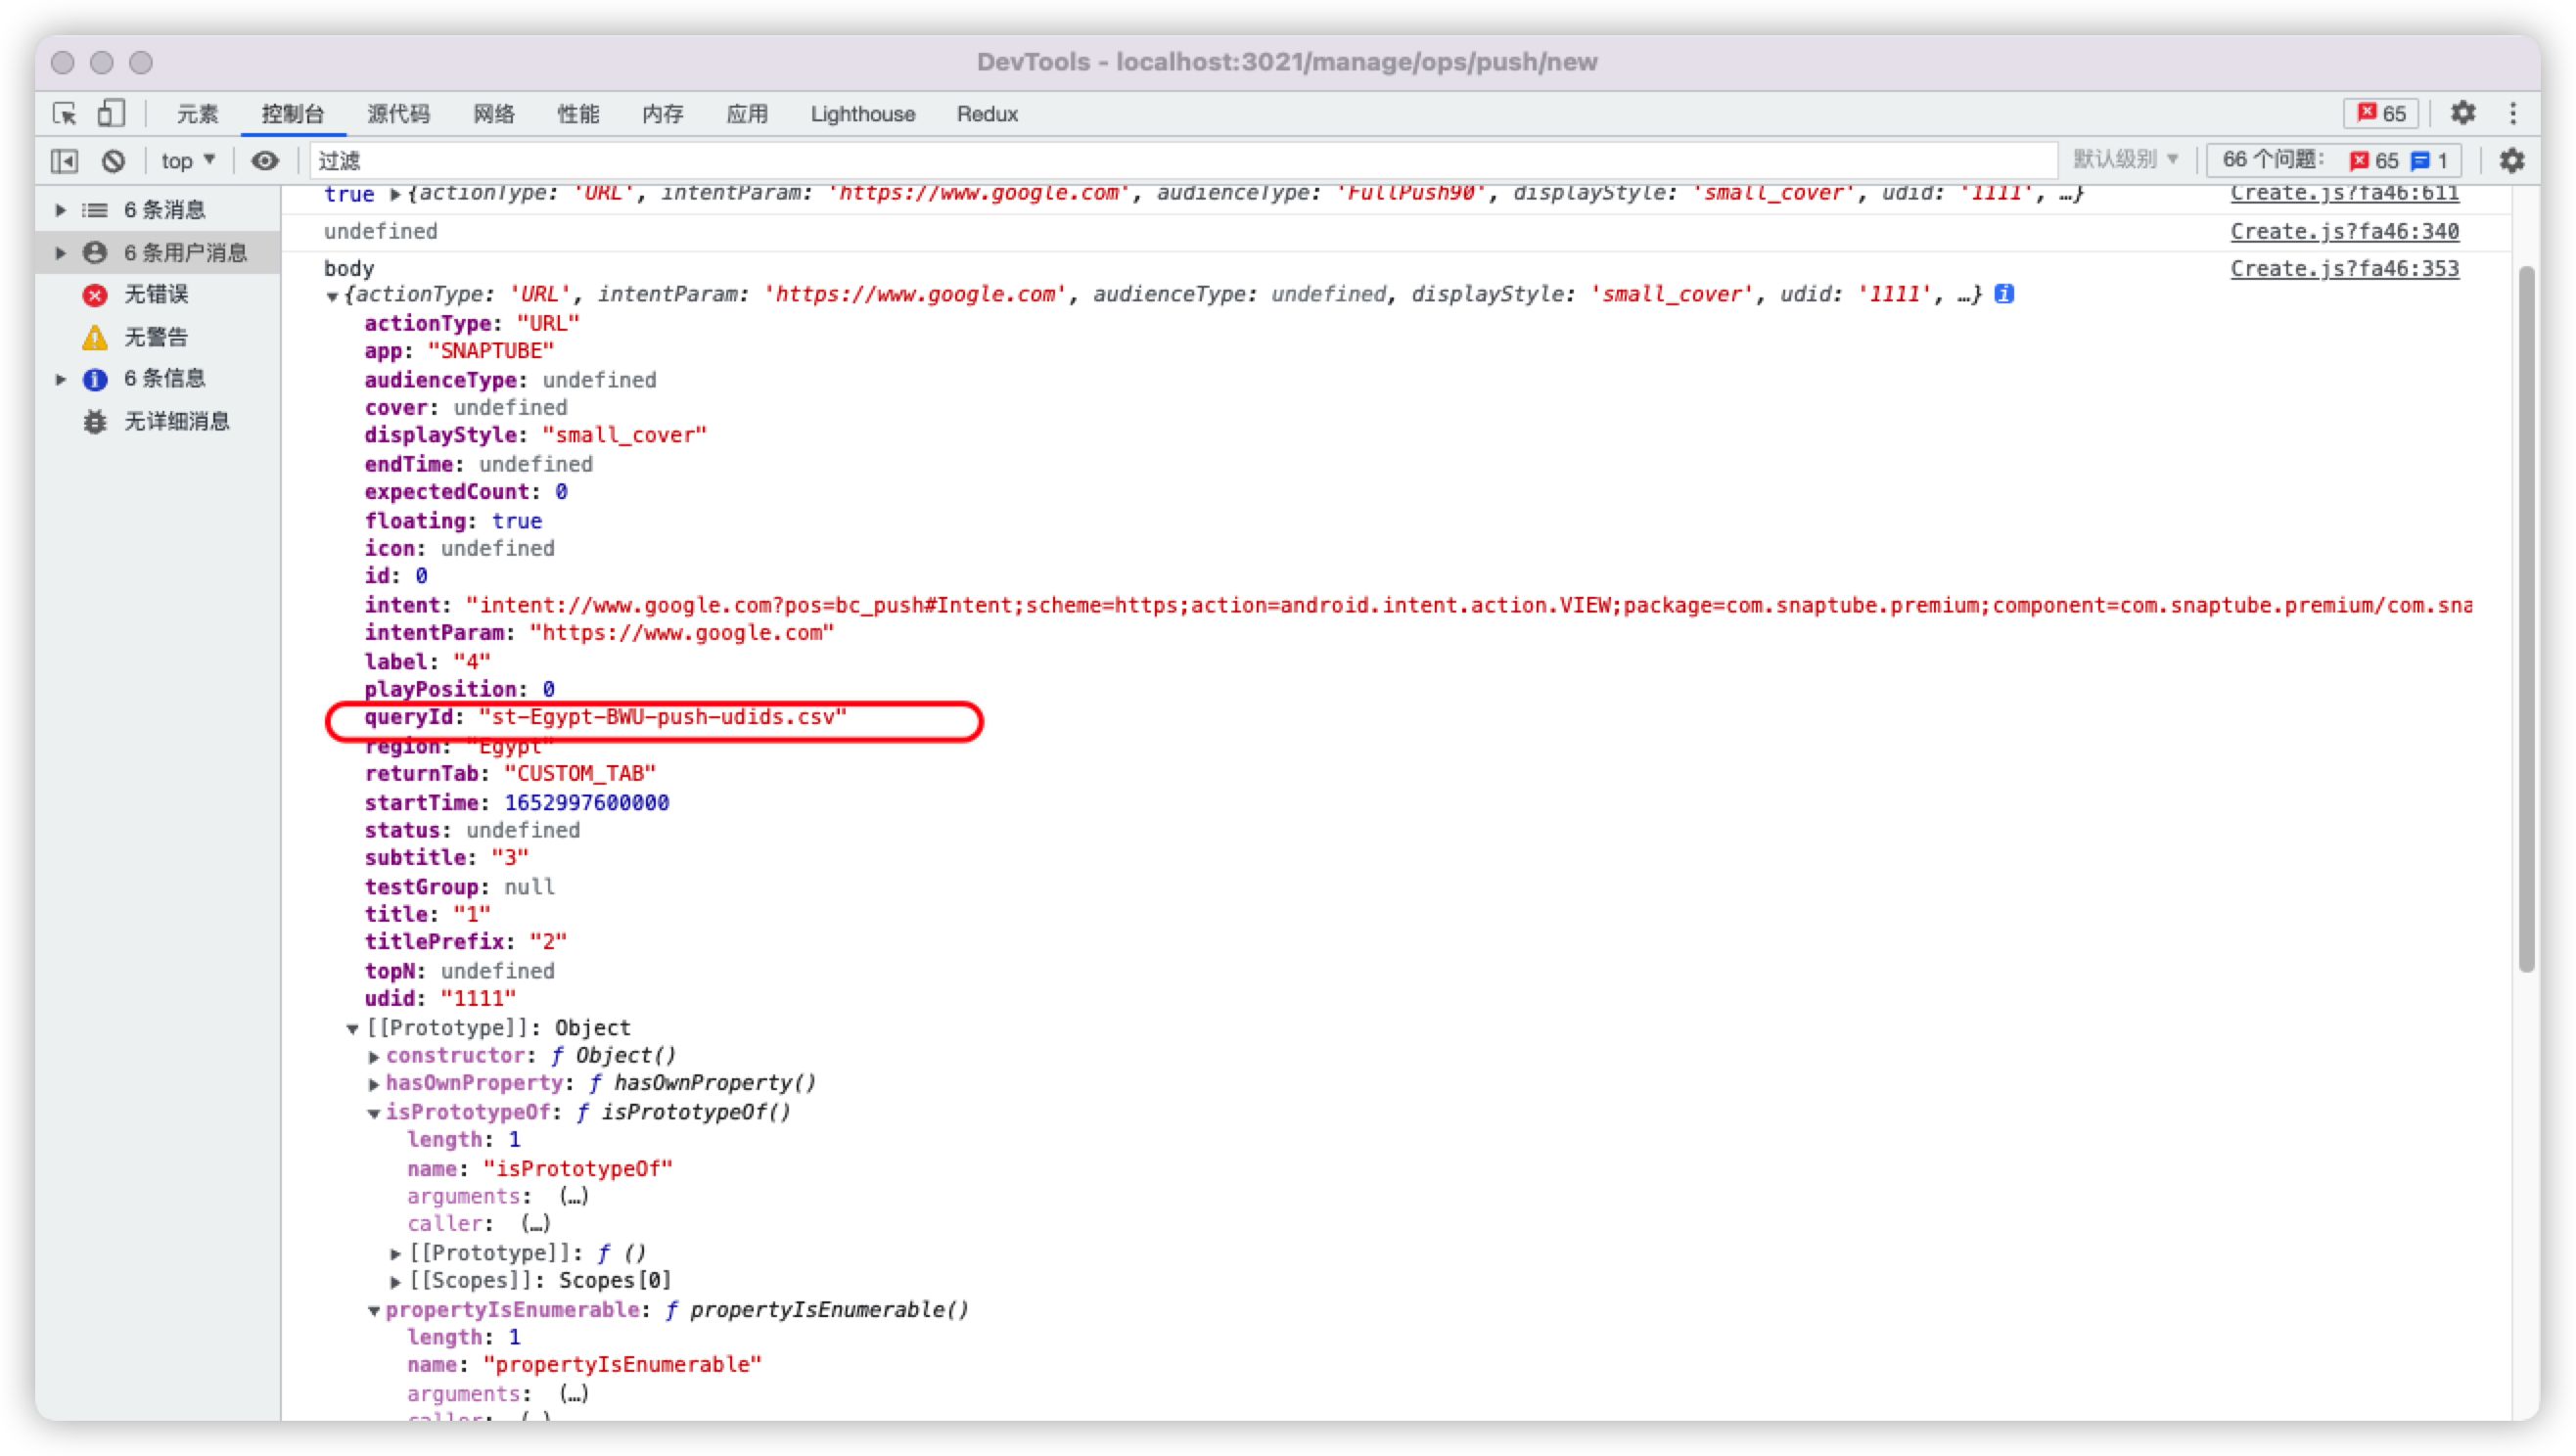 DevTools - localhost:3021/manage/ops/push/new
元素 控制台 源代码 网络 性能 内存 应用 Lighthouse Redux 65
top 过滤 默认级别 66 个问题: 65 1
6 条消息
6 条用户消息
无错误
无警告
6 条信息
无详细消息
true {actionType: 'URL', intentParam: 'https://www.google.com', audienceType: 'FullPush90', displayStyle: 'small_cover', udid: '1111', …} Create.js?fa46:611
undefined Create.js?fa46:340
body Create.js?fa46:353
{actionType: 'URL', intentParam: 'https://www.google.com', audienceType: undefined, displayStyle: 'small_cover', udid: '1111', …} i
actionType: "URL"
app: "SNAPTUBE"
audienceType: undefined
cover: undefined
displayStyle: "small_cover"
endTime: undefined
expectedCount: 0
floating: true
icon: undefined
id: 0
intent: "intent://www.google.com?pos=bc_push#Intent;scheme=https;action=android.intent.action.VIEW;package=com.snaptube.premium;component=com.snaptube.premium/com.sna
intentParam: "https://www.google.com"
label: "4"
playPosition: 0
queryId: "st-Egypt-BWU-push-udids.csv"
region: "Egypt"
returnTab: "CUSTOM_TAB"
startTime: 1652997600000
status: undefined
subtitle: "3"
testGroup: null
title: "1"
titlePrefix: "2"
topN: undefined
udid: "1111"
[[Prototype]]: Object
constructor: ƒ Object()
hasOwnProperty: ƒ hasOwnProperty()
isPrototypeOf: ƒ isPrototypeOf()
length: 1
name: "isPrototypeOf"
arguments: (…)
caller: (…)
[[Prototype]]: ƒ ()
[[Scopes]]: Scopes[0]
propertyIsEnumerable: ƒ propertyIsEnumerable()
length: 1
name: "propertyIsEnumerable"
arguments: (…)
caller: (…)